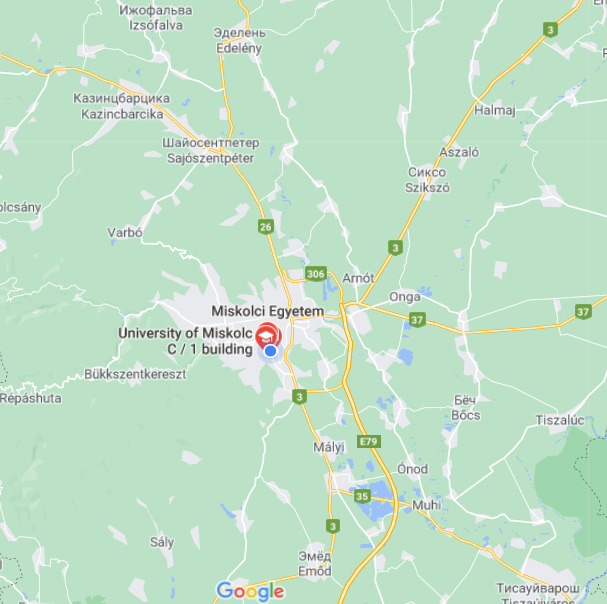 Ижофальва
Izsófalva
Эделень
Edelény
3
Казинцбарцика
Kazincbarcika
Halmaj
Шайосентпетер
Sajószentpéter
Aszaló
Сиксо
Szikszó
Varbó
26
3
306
Arnót
Onga
Miskolci Egyetem
37
37
University of Miskolc
C / 1 building
Bükkszentkereszt
Répáshuta
3
Бёч
Bőcs
Tiszalúc
E79
Mályi
Ónod
35
Muhi
3
Sály
Эмёд
Emőd
Google
Тисауйварош
Tiszaújváros